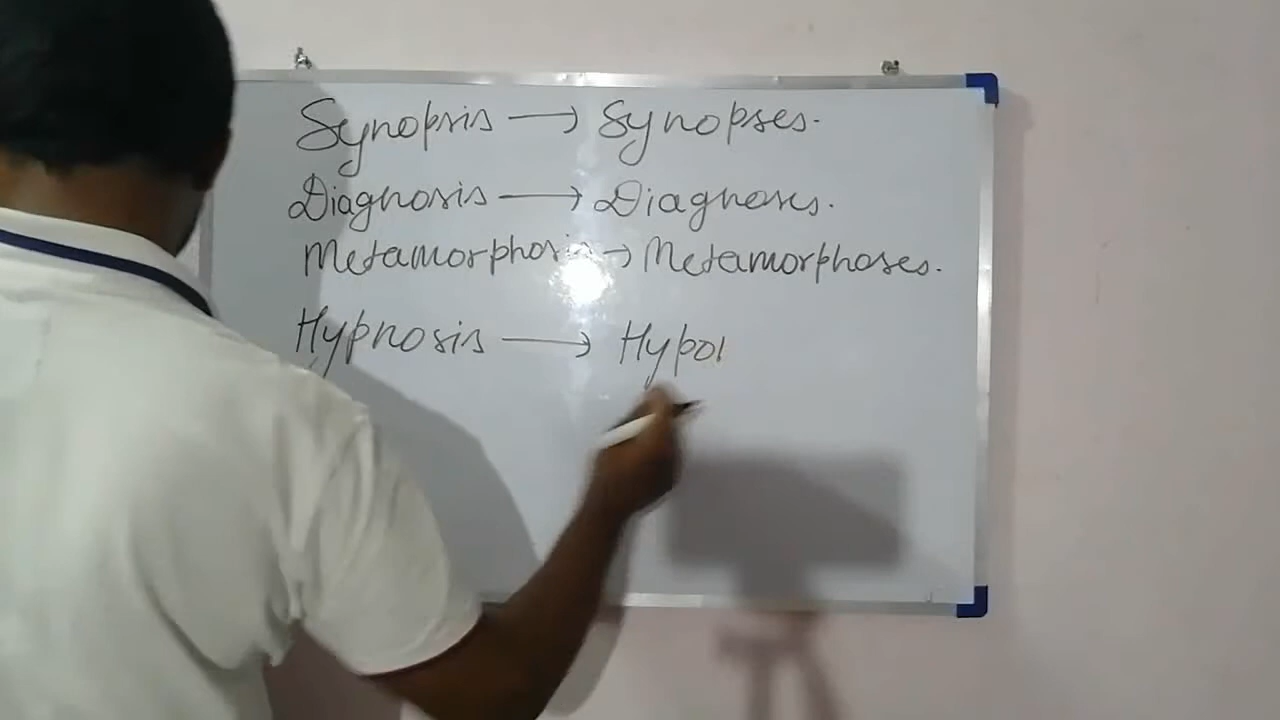 Synopsis → Synopses.
Diagnosis → Diagnoses.
Metamorphosis → Metamorphoses.
Hypnosis → Hypo